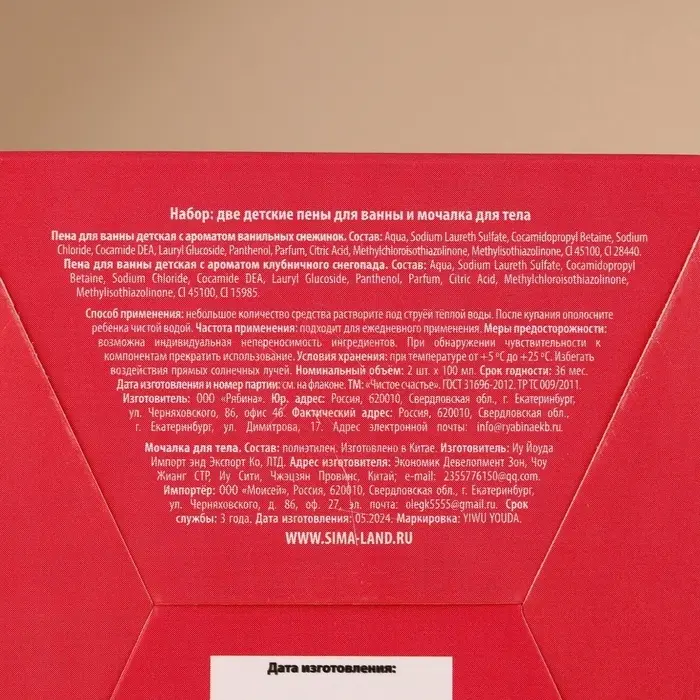 Набор: две детские пены для ванны и мочалка для тела
Пена для ванны детская с ароматом ванильных снежинок. Состав: Aqua, Sodium Laureth Sulfate, Cocamidopropyl Betaine, Sodium
Chloride, Cocamide DEA, Lauryl Glucoside, Panthenol, Parfum, Citric Acid, Methylchloroisothiazolinone, Methylisothiazolinone, CI 45100, CI 28440.
Пена для ванны детская с ароматом клубничного снегопада. Состав: Aqua, Sodium Laureth Sulfate, Cocamidopropyl
Betaine, Sodium Chloride, Cocamide DEA, Lauryl Glucoside, Panthenol, Parfum, Citric Acid, Methylchloroisothiazolinone,
Methylisothiazolinone, CI 45100, CI 15985.
Способ применения: небольшое количество средства растворите под струёй тёплой воды. После купания ополосните
ребёнка чистой водой. Частота применения: подходит для ежедневного применения. Меры предосторожности:
возможна индивидуальная непереносимость ингредиентов. При обнаружении чувствительности к
компонентам прекратить использование. Условия хранения: при температуре от +5 ºC до +25 ºC. Избегать
воздействия прямых солнечных лучей. Номинальный объём: 2 шт. x 100 мл. Срок годности: 36 мес.
Дата изготовления и номер партии: см. на флаконе. ТМ: «Чистое счастье». ГОСТ 31696-2012. ТР ТС 009/2011.
Изготовитель: ООО «Рябина». Юр. адрес: Россия, 620010, Свердловская обл., г. Екатеринбург,
ул. Черняховского, 86, офис 46. Фактический адрес: Россия, 620010, Свердловская обл.,
г. Екатеринбург, ул. Димитрова, 17. Адрес электронной почты: info@ryabinaekb.ru
Мочалка для тела. Состав: полиэтилен. Изготовлено в Китае. Изготовитель: Иу Йоуда
Импорт энд Экспорт Ко, ЛТД. Адрес изготовителя: Экономик Девелопмент Зон, Чоу
Жианг СТР, Иу Сити, Чжэцзян Провинс, Китай; e-mail: 2355776150@qq.com.
Импортёр: ООО «Моисей», Россия, 620010, Свердловская обл., г. Екатеринбург,
ул. Черняховского, д. 86, оф. 27, эл. почта: olegk5555@gmail.ru. Срок
службы: 3 года. Дата изготовления: 05.2024. Маркировка: YIWU YOUDA.
WWW.SIMA-LAND.RU
Дата изготовления: